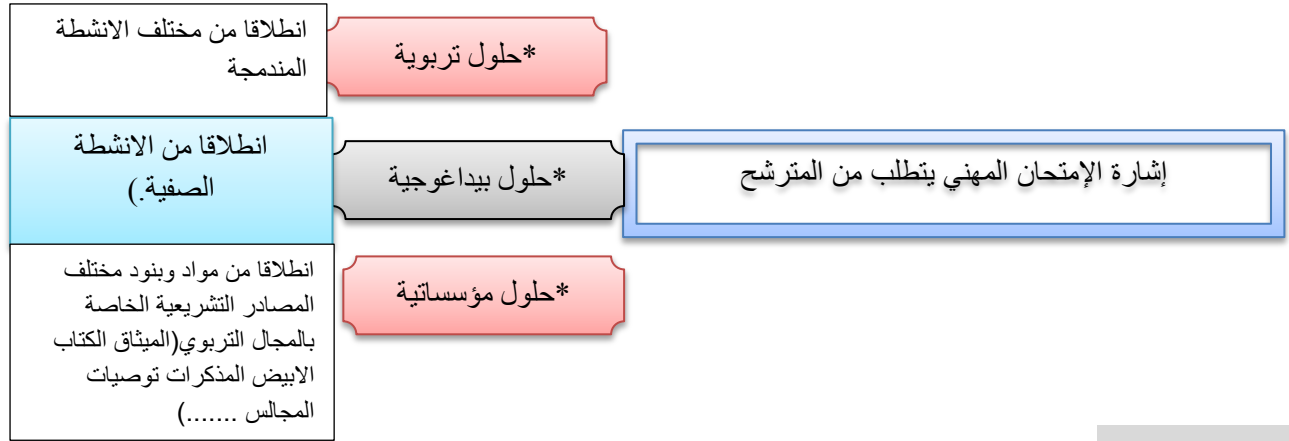 إشارة الإمتحان المهني يتطلب من المترشح
*حلول تربوية
انطلاقا من مختلف الانشطة
المندمجة
*حلول بيداغوجية
انطلاقا من الانشطة
الصفية.)
*حلول مؤسساتية
انطلاقا من مواد وبنود مختلف
المصادر التشريعية الخاصة
بالمجال التربوي(الميثاق الكتاب
الابيض المذكرات توصيات
المجالس .......)